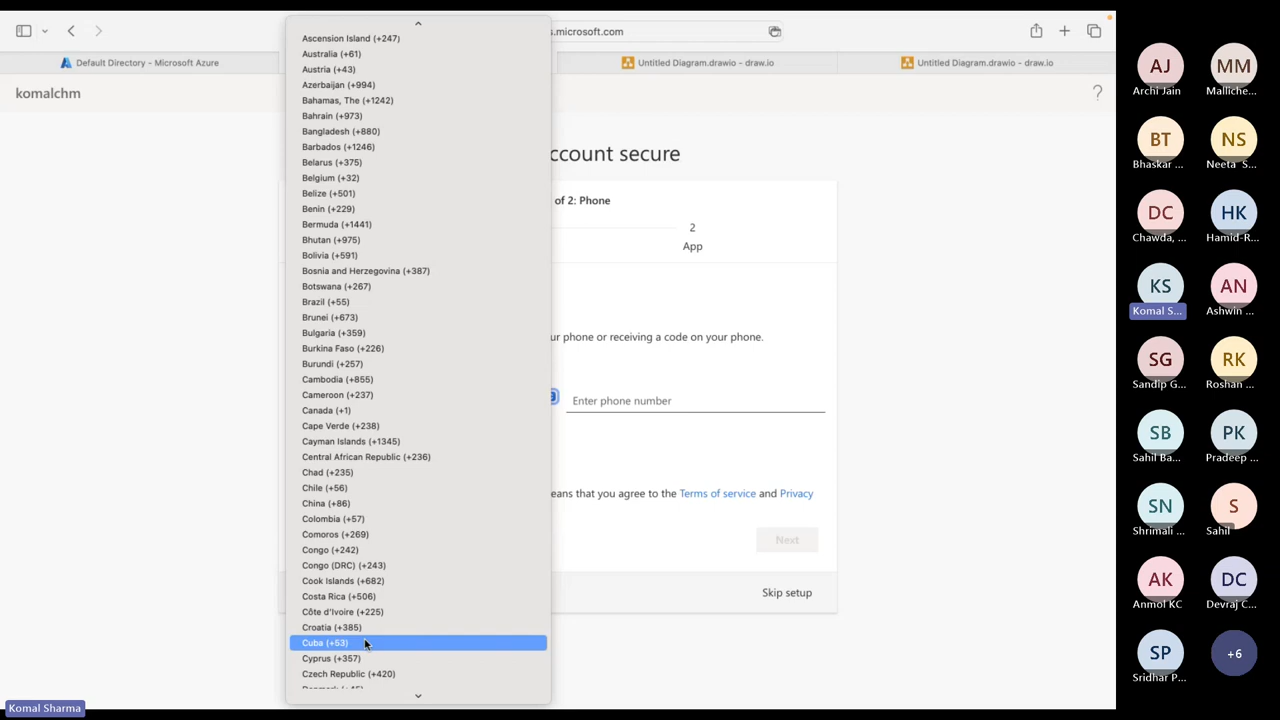 s.microsoft.com
Default Directory - Microsoft Azure
Untitled Diagram.drawio - draw.io
Untitled Diagram.drawio - draw.io
komalchm
?
ccount secure
of 2: Phone
2
App
ur phone or receiving a code on your phone.
Enter phone number
eans that you agree to the Terms of service and Privacy
Next
Skip setup
Ascension Island (+247)
Australia (+61)
Austria (+43)
Azerbaijan (+994)
Bahamas, The (+1242)
Bahrain (+973)
Bangladesh (+880)
Barbados (+1246)
Belarus (+375)
Belgium (+32)
Belize (+501)
Benin (+229)
Bermuda (+1441)
Bhutan (+975)
Bolivia (+591)
Bosnia and Herzegovina (+387)
Botswana (+267)
Brazil (+55)
Brunei (+673)
Bulgaria (+359)
Burkina Faso (+226)
Burundi (+257)
Cambodia (+855)
Cameroon (+237)
Canada (+1)
Cape Verde (+238)
Cayman Islands (+1345)
Central African Republic (+236)
Chad (+235)
Chile (+56)
China (+86)
Colombia (+57)
Comoros (+269)
Congo (+242)
Congo (DRC) (+243)
Cook Islands (+682)
Costa Rica (+506)
Côte d'Ivoire (+225)
Croatia (+385)
Cuba (+53)
Cyprus (+357)
Czech Republic (+420)
AJ
Archi Jain
MM
Malliche...
BT
Bhaskar ...
NS
Neeta S...
DC
Chawda, ...
HK
Hamid-R...
KS
Komal S...
AN
Ashwin ...
SG
Sandip G...
RK
Roshan ...
SB
Sahil Ba...
PK
Pradeep ...
SN
Shrimali ...
S
Sahil
AK
Anmol KC
DC
Devraj C...
SP
Sridhar P...
+6
Komal Sharma